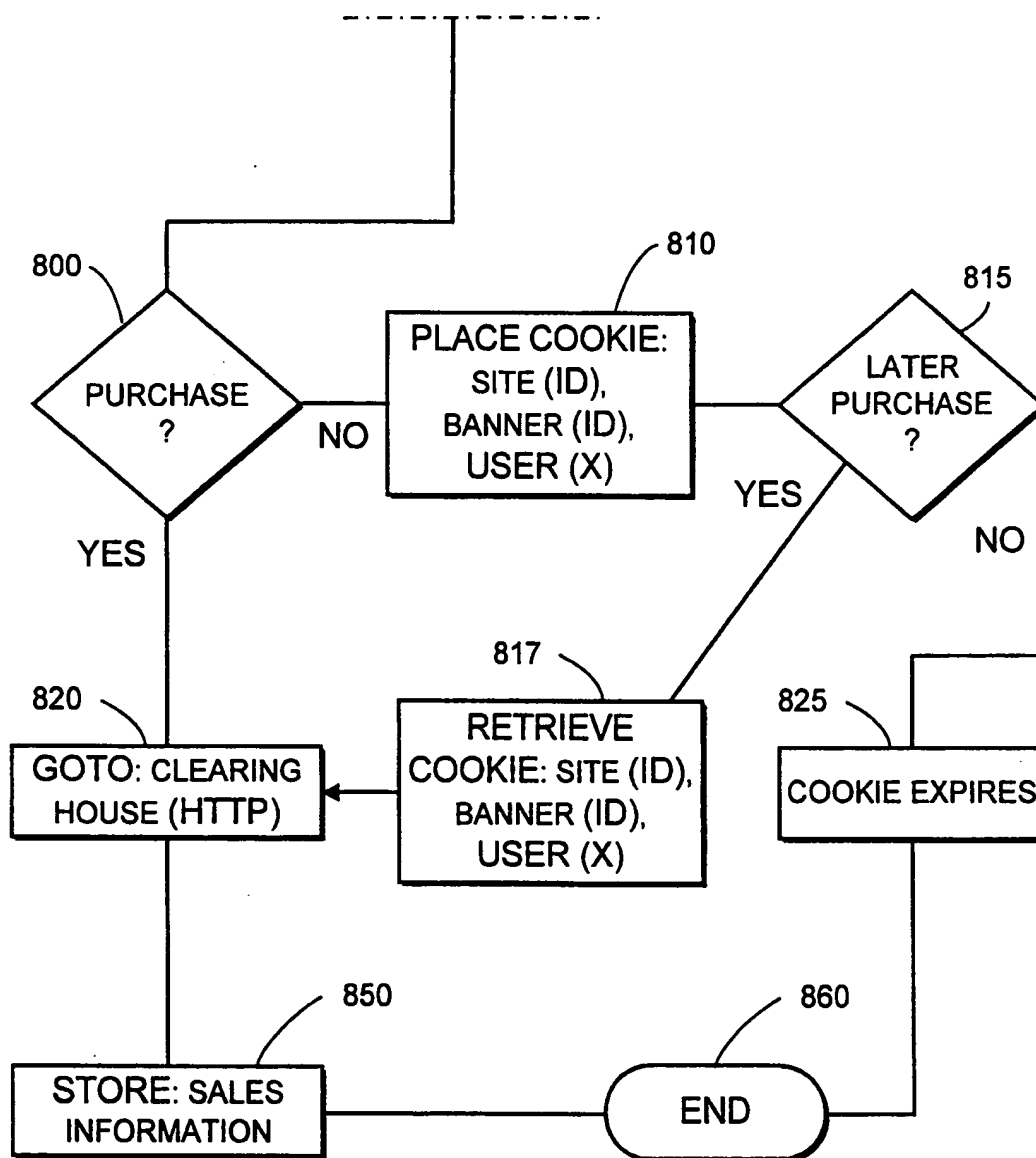 800
PURCHASE
?
NO
YES
810
PLACE COOKIE:
SITE (ID),
BANNER (ID),
USER (X)
815
LATER
PURCHASE
?
YES
NO
817
RETRIEVE
COOKIE: SITE (ID),
BANNER (ID),
USER (X)
820
GOTO: CLEARING
HOUSE (HTTP)
825
COOKIE EXPIRES
850
STORE: SALES
INFORMATION
860
END